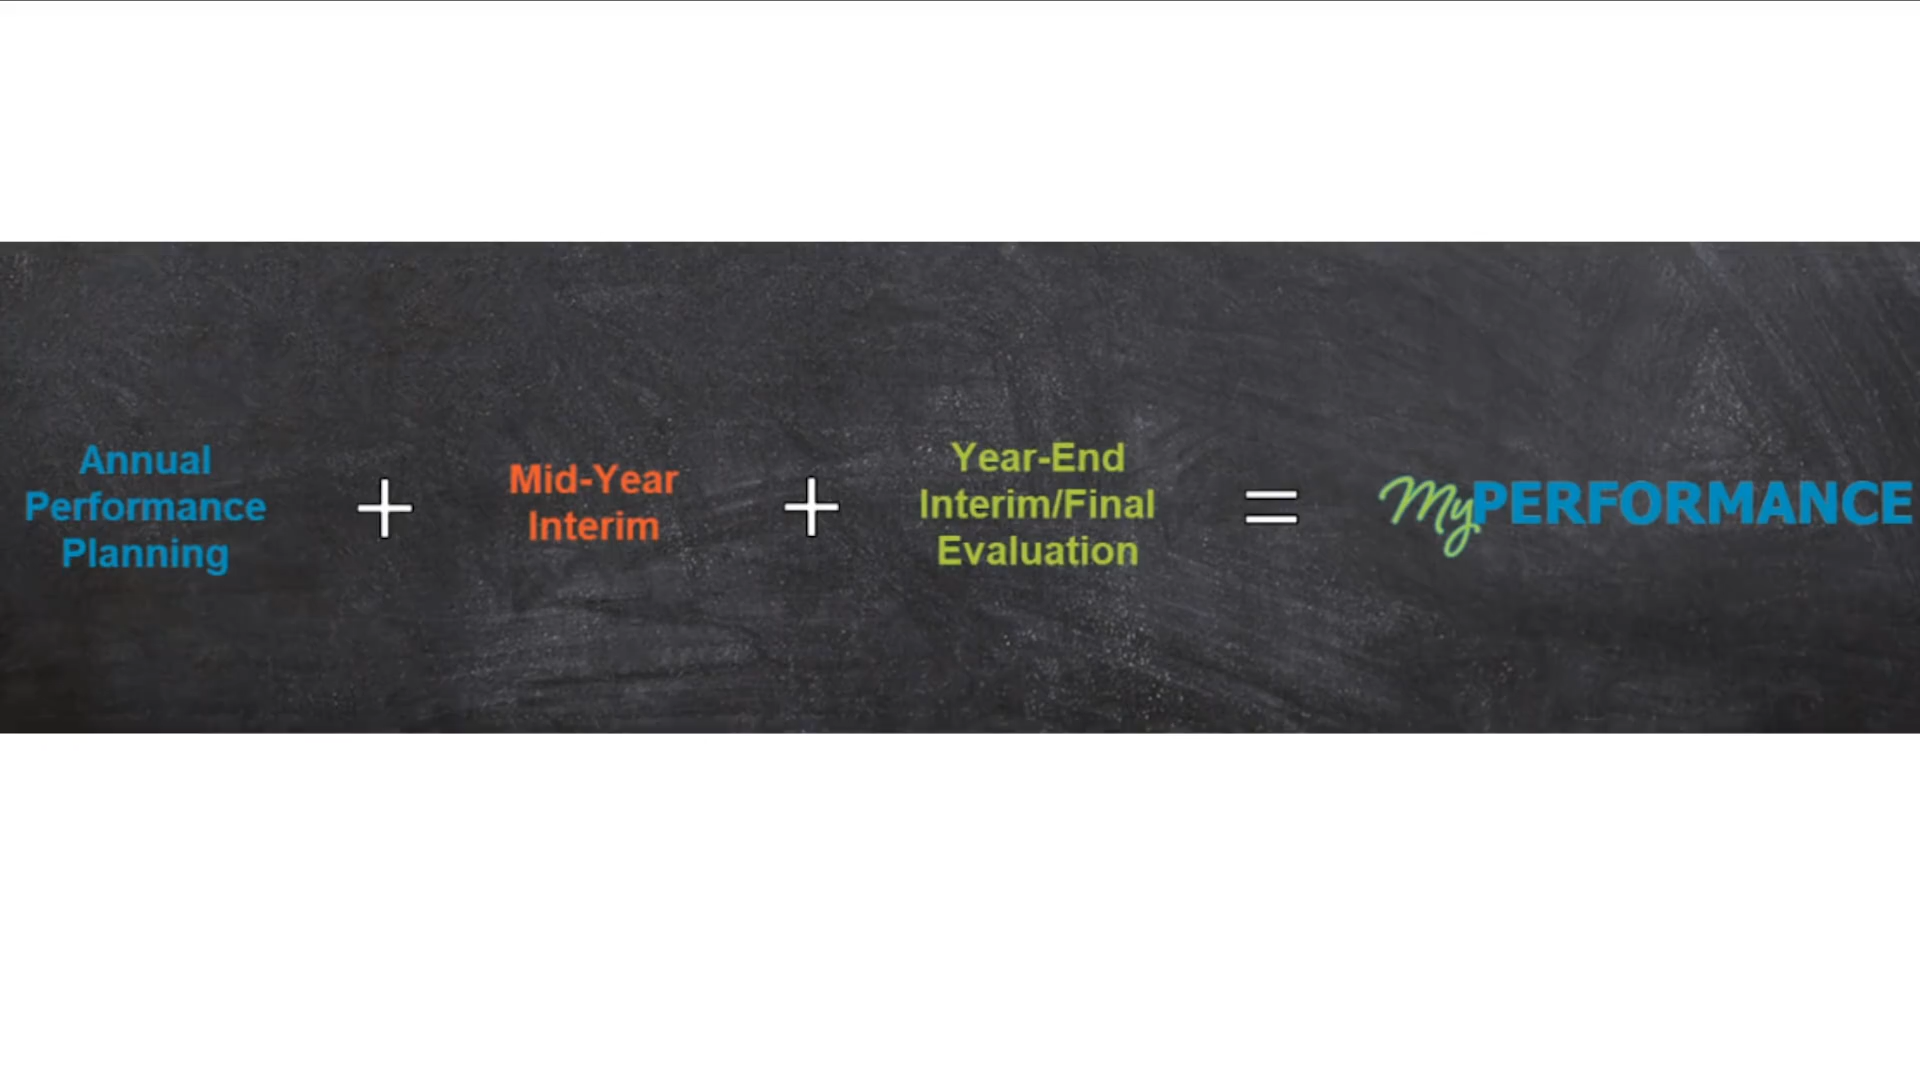 Annual
Performance
Planning
+
Mid-Year
Interim
+
Year-End
Interim/Final
Evaluation
=
MyPERFORMANCE